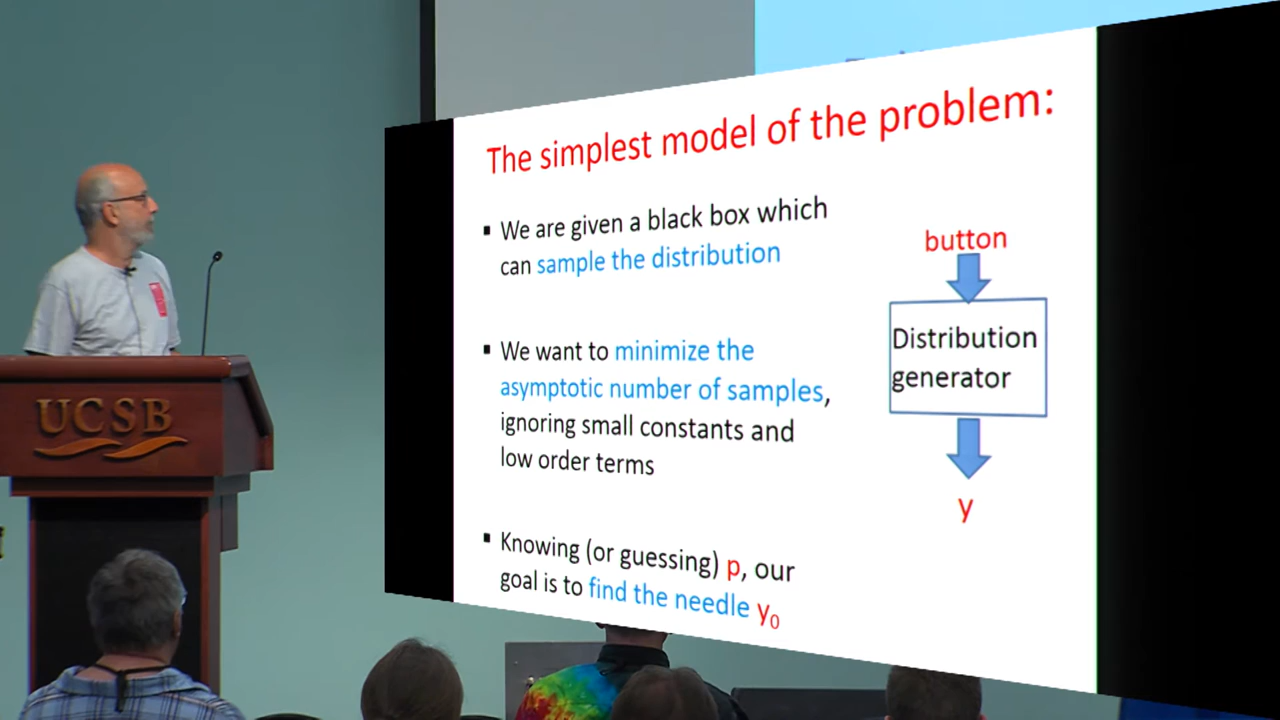 The simplest model of the problem:
▪ We are given a black box which
can sample the distribution
▪ We want to minimize the
asymptotic number of samples,
ignoring small constants and
low order terms
▪ Knowing (or guessing) p, our
goal is to find the needle y₀
button
Distribution
generator
y
UCSB